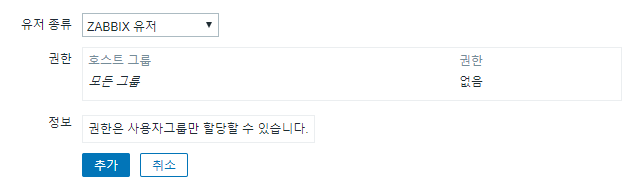 유저 종류 ZABBIX 유저
권한 호스트 그룹 권한
모든 그룹 없음
정보 권한은 사용자그룹만 할당할 수 있습니다.
추가 취소